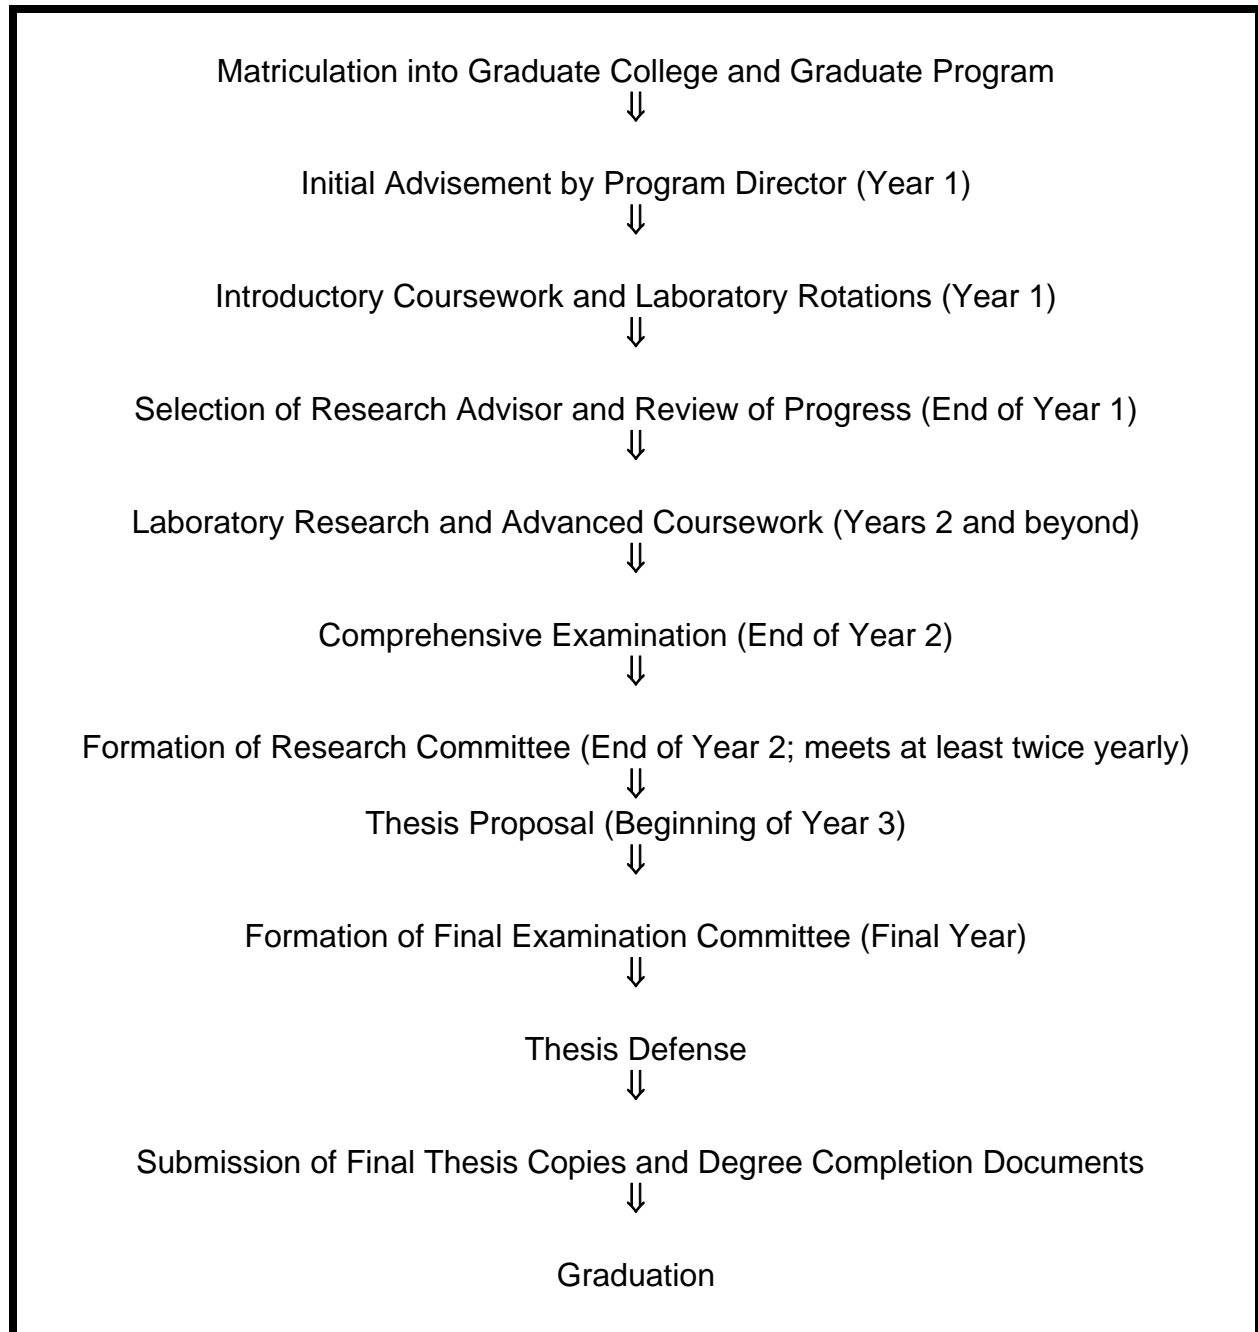 Matriculation into Graduate College and Graduate Program
⇓
Initial Advisement by Program Director (Year 1)
⇓
Introductory Coursework and Laboratory Rotations (Year 1)
⇓
Selection of Research Advisor and Review of Progress (End of Year 1)
⇓
Laboratory Research and Advanced Coursework (Years 2 and beyond)
⇓
Comprehensive Examination (End of Year 2)
⇓
Formation of Research Committee (End of Year 2; meets at least twice yearly)
⇓
Thesis Proposal (Beginning of Year 3)
⇓
Formation of Final Examination Committee (Final Year)
⇓
Thesis Defense
⇓
Submission of Final Thesis Copies and Degree Completion Documents
⇓
Graduation